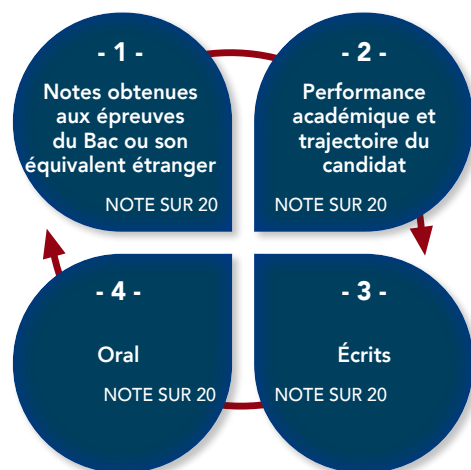 - 1 -
Notes obtenues
aux épreuves
du Bac ou son
équivalent étranger
NOTE SUR 20
- 2 -
Performance
académique et
trajectoire du
candidat
NOTE SUR 20
- 4 -
Oral
NOTE SUR 20
- 3 -
Écrits
NOTE SUR 20